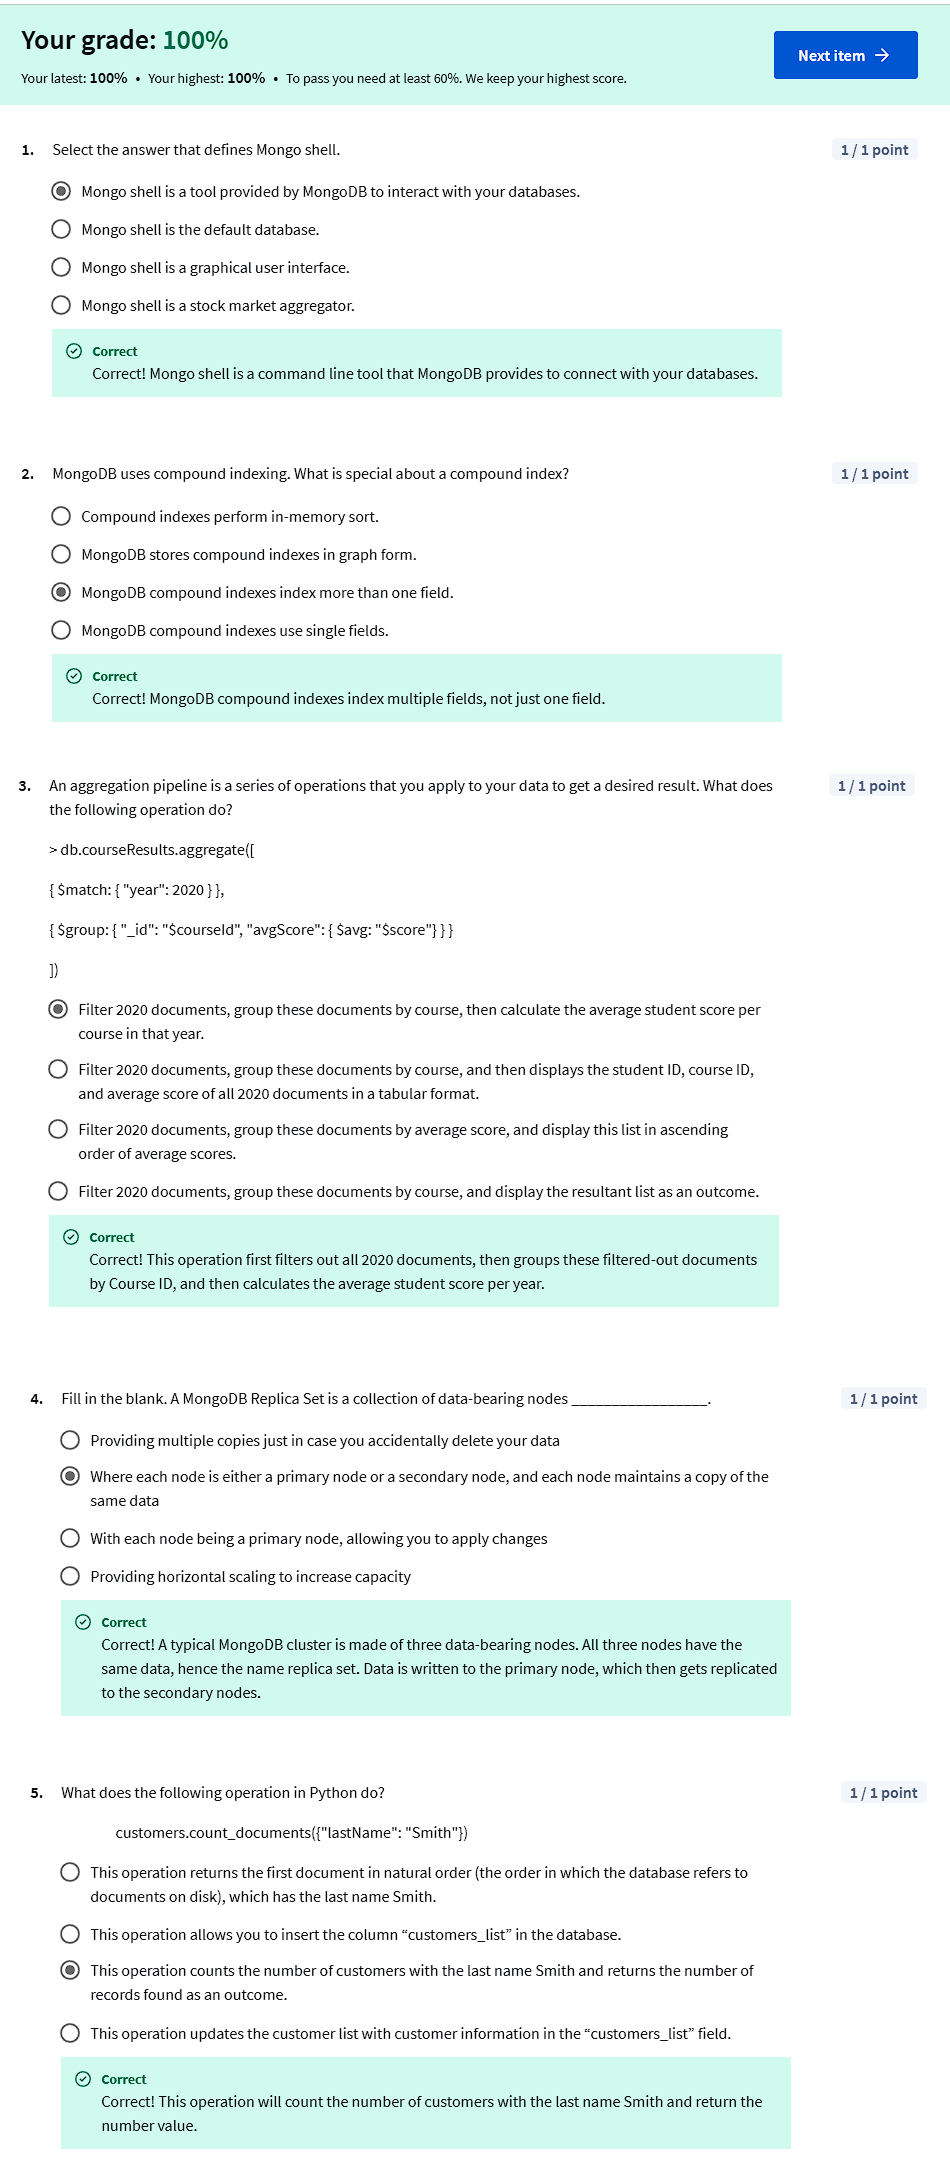 Your grade: 100%
Your latest: 100% • Your highest: 100% • To pass you need at least 60%. We keep your highest score.
Next item →
1. Select the answer that defines Mongo shell.
1 / 1 point
Mongo shell is a tool provided by MongoDB to interact with your databases.
Mongo shell is the default database.
Mongo shell is a graphical user interface.
Mongo shell is a stock market aggregator.
Correct
Correct! Mongo shell is a command line tool that MongoDB provides to connect with your databases.
2. MongoDB uses compound indexing. What is special about a compound index?
1 / 1 point
Compound indexes perform in-memory sort.
MongoDB stores compound indexes in graph form.
MongoDB compound indexes index more than one field.
MongoDB compound indexes use single fields.
Correct
Correct! MongoDB compound indexes index multiple fields, not just one field.
3. An aggregation pipeline is a series of operations that you apply to your data to get a desired result. What does
the following operation do?
1 / 1 point
> db.courseResults.aggregate([
{ $match: { "year": 2020 } },
{ $group: { "_id": "$courseId", "avgScore": { $avg: "$score"} } }
])
Filter 2020 documents, group these documents by course, then calculate the average student score per
course in that year.
Filter 2020 documents, group these documents by course, and then displays the student ID, course ID,
and average score of all 2020 documents in a tabular format.
Filter 2020 documents, group these documents by average score, and display this list in ascending
order of average scores.
Filter 2020 documents, group these documents by course, and display the resultant list as an outcome.
Correct
Correct! This operation first filters out all 2020 documents, then groups these filtered-out documents
by Course ID, and then calculates the average student score per year.
4. Fill in the blank. A MongoDB Replica Set is a collection of data-bearing nodes _________________.
1 / 1 point
Providing multiple copies just in case you accidentally delete your data
Where each node is either a primary node or a secondary node, and each node maintains a copy of the
same data
With each node being a primary node, allowing you to apply changes
Providing horizontal scaling to increase capacity
Correct
Correct! A typical MongoDB cluster is made of three data-bearing nodes. All three nodes have the
same data, hence the name replica set. Data is written to the primary node, which then gets replicated
to the secondary nodes.
5. What does the following operation in Python do?
1 / 1 point
customers.count_documents({"lastName": "Smith"})
This operation returns the first document in natural order (the order in which the database refers to
documents on disk), which has the last name Smith.
This operation allows you to insert the column “customers_list” in the database.
This operation counts the number of customers with the last name Smith and returns the number of
records found as an outcome.
This operation updates the customer list with customer information in the “customers_list” field.
Correct
Correct! This operation will count the number of customers with the last name Smith and return the
number value.